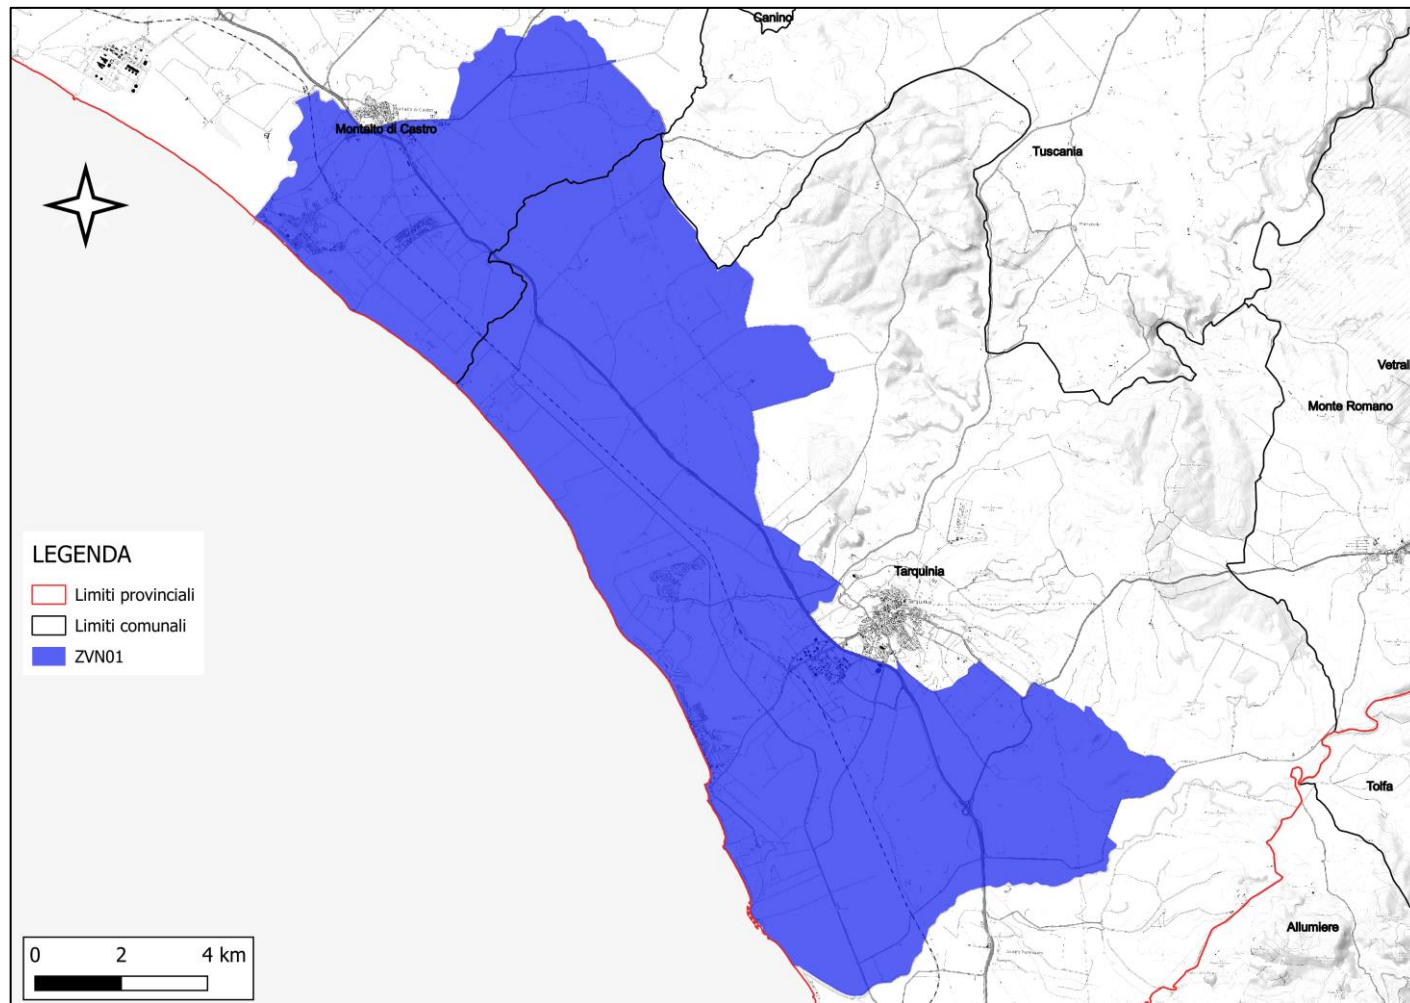 Canino
Montalto di Castro
Tuscania
Vetral
Monte Romano
LEGENDA
Limiti provinciali
Limiti comunali
ZVN01
Tarquinia
Tolfa
Allumiere
0 2 4 km